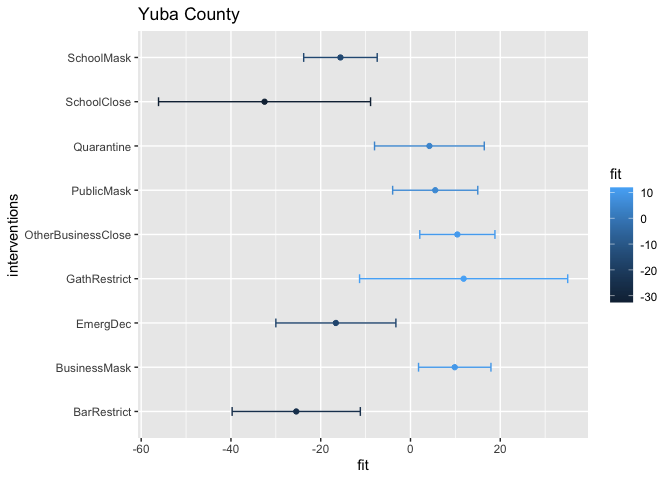 Yuba County
interventions
SchoolMask
SchoolClose
Quarantine
PublicMask
OtherBusinessClose
GathRestrict
EmergDec
BusinessMask
BarRestrict
-60 -40 -20 0 20
fit
fit
10
0
-10
-20
-30